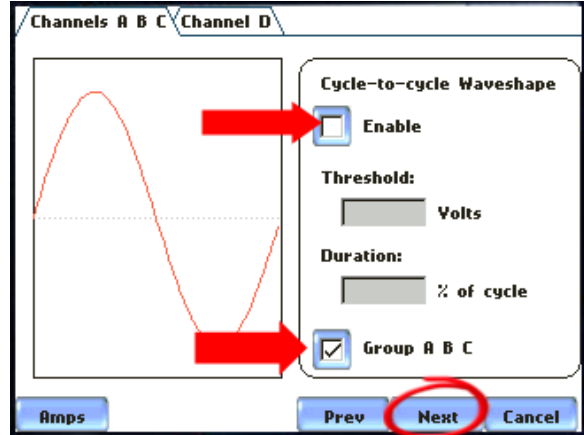 Channels A B C Channel D
Cycle-to-cycle Waveshape
Enable
Threshold:
Volts
Duration:
% of cycle
Group A B C
Amps Prev Next Cancel